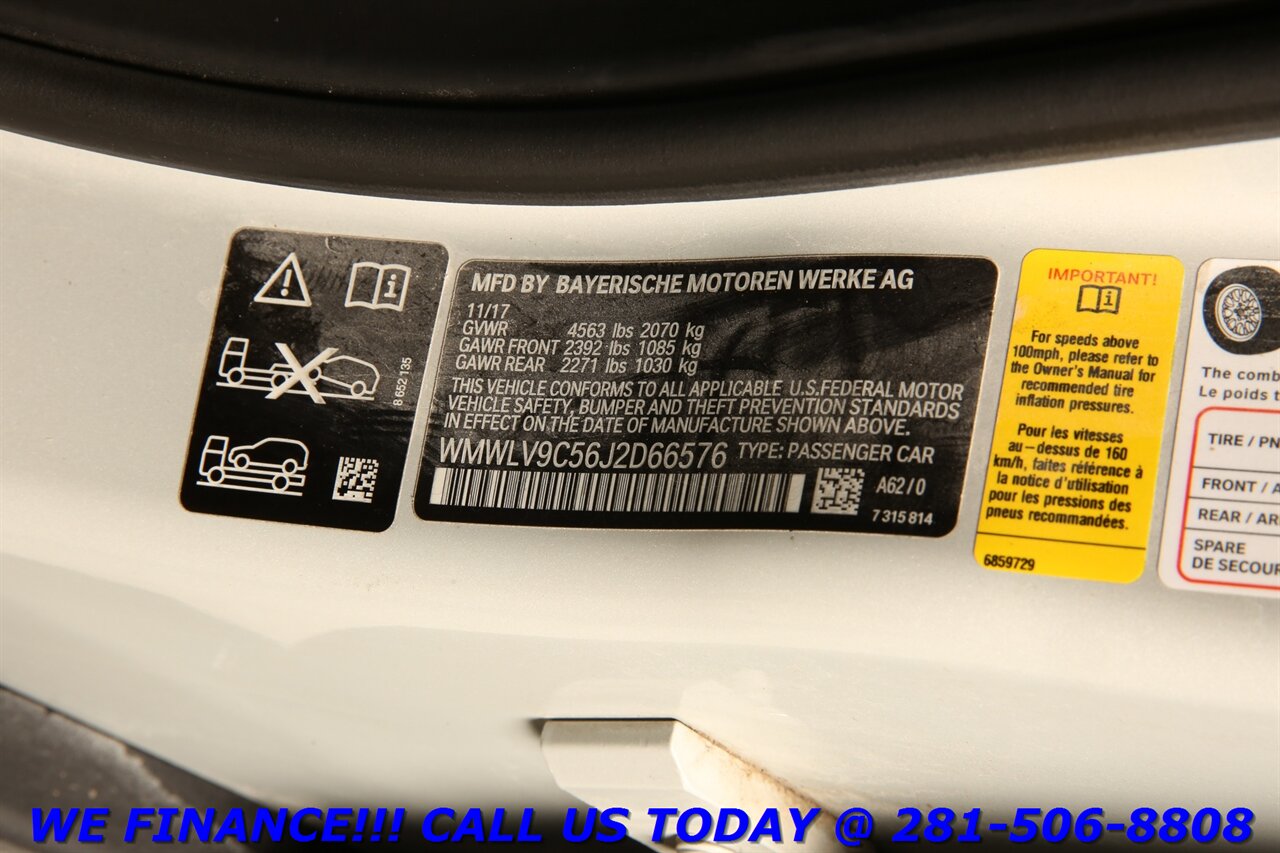 8 652 135
MFD BY BAYERISCHE MOTOREN WERKE AG
11/17
GVWR 4563 lbs 2070 kg
GAWR FRONT 2392 lbs 1085 kg
GAWR REAR 2271 lbs 1030 kg
THIS VEHICLE CONFORMS TO ALL APPLICABLE U.S.FEDERAL MOTOR
VEHICLE SAFETY, BUMPER AND THEFT PREVENTION STANDARDS
IN EFFECT ON THE DATE OF MANUFACTURE SHOWN ABOVE.
WMWLV9C56J2D66576 TYPE: PASSENGER CAR
A62/0
7 315 814
IMPORTANT!
For speeds above
100mph, please refer to
the Owner's Manual for
recommended tire
inflation pressures.
Pour les vitesses
au-dessus de 160
km/h, faites référence à
la notice d'utilisation
pour les pressions des
pneus recommandées.
6859729
The comb
Le poids t
TIRE / PN
FRONT / A
REAR / AR
SPARE
DE SECOUR
WE FINANCE!!! CALL US TODAY @ 281-506-8808